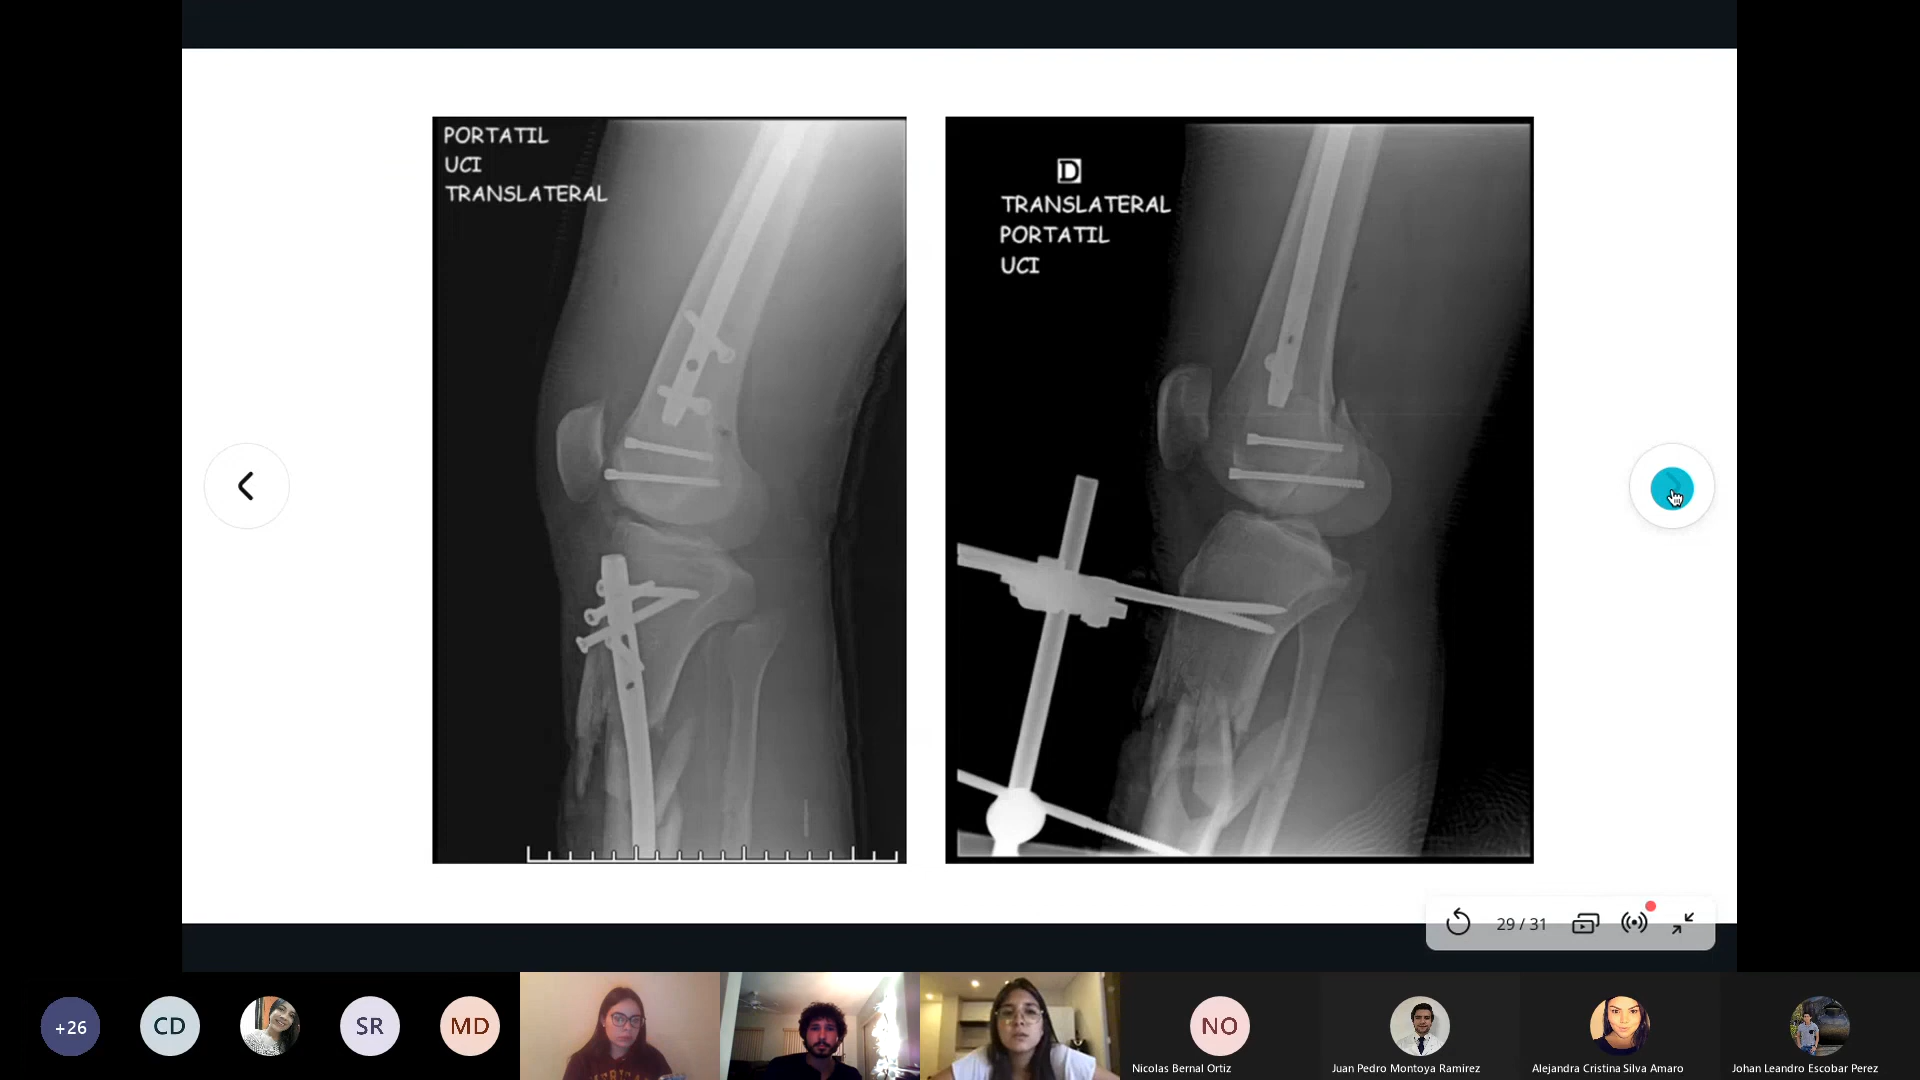 PORTATIL
UCI
TRANSLATERAL
D
TRANSLATERAL
PORTATIL
UCI
29 / 31
+26
CD
SR
MD
NO
Nicolas Bernal Ortiz
Juan Pedro Montoya Ramirez
Alejandra Cristina Silva Amaro
Johan Leandro Escobar Perez